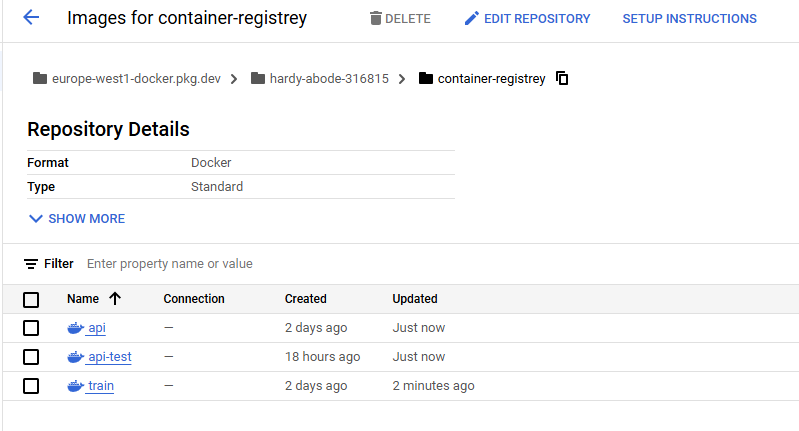 Images for container-registrey DELETE EDIT REPOSITORY SETUP INSTRUCTIONS
europe-west1-docker.pkg.dev hardy-abode-316815 container-registrey
Repository Details
Format Docker
Type Standard
SHOW MORE
Filter Enter property name or value
Name Connection Created Updated
api — 2 days ago Just now
api-test — 18 hours ago Just now
train — 2 days ago 2 minutes ago